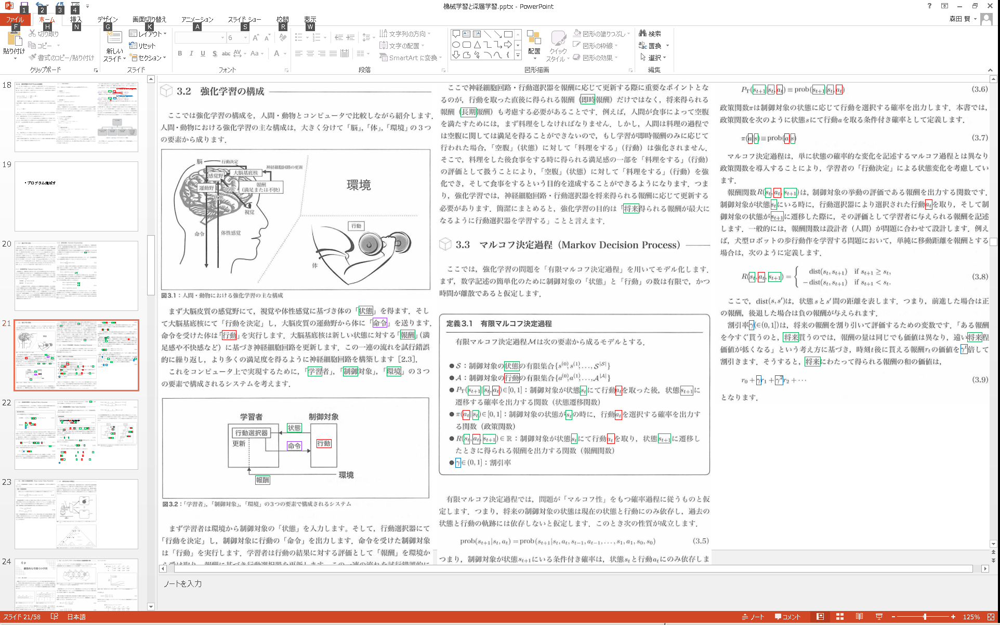 機械学習と深層学習.pptx - PowerPoint
1 2 3 4
ファイル ホーム 挿入 デザイン 画面切り替え アニメーション スライド ショー 校閲 表示
F H N G K A S R W
森田 賢
貼り付け
切り取り
コピー
書式のコピー/貼り付け
クリップボード
新しい
スライド
レイアウト
リセット
セクション
スライド
6
B I U S abc AV Aa A
フォント
文字列の方向
文字の配置
SmartArt に変換
段落
配置
クイック
スタイル
図形の塗りつぶし
図形の枠線
図形の効果
図形描画
検索
置換
選択
編集
18
19
・プログラム飛ばす
20
21
22
23
24
3.2 強化学習の構成
ここでは強化学習の構成を，人間・動物とコンピュータで比較しながら紹介します．
人間・動物における強化学習の主な構成は，大きく分けて「脳」，「体」，「環境」の３つ
の要素から成ります．
脳
行動決定
神経細胞回路の更新
大脳基底核
感覚野
運動野
報酬
(満足または不快)
視覚
命令
体性感覚
環境
行動
体
図3.1：人間・動物における強化学習の主な構成
まず大脳皮質の感覚野にて，視覚や体性感覚に基づき体の「状態」を得ます．そし
て大脳基底核にて「行動を決定」し，大脳皮質の運動野から体に「命令」を送ります．
命令を受けた体は「行動」を実行します．大脳基底核は新しい状態に対する「報酬」（満
足感や不快感など）に基づき神経細胞回路を更新します．この一連の流れを試行錯誤
的に繰り返し，より多くの満足度を得るように神経細胞回路を構築します［2.3］．
これをコンピュータ上で実現するために，「学習者」，「制御対象」，「環境」の３つ
の要素で構成されるシステムを考えます．
学習者
制御対象
行動選択器
状態
更新
命令
行動
環境
報酬
図3.2：「学習者」，「制御対象」，「環境」の3つの要素で構成されるシステム
まず学習者は環境から制御対象の「状態」を入力します。そして，行動選択器にて
「行動を決定」し，制御対象に行動の「命令」を出力します．命令を受けた制御対象
は「行動」を実行します．学習者は行動の結果に対する評価として「報酬」を環境か
ら受け取り，報酬に基づき行動選択器を更新します．この一連の流れを試行錯誤的に
ここで神経細胞回路・行動選択器を報酬に応じて更新する際に重要なポイントとな
るのが，行動を取った直後に得られる報酬（即時報酬）だけではなく，将来得られる
報酬（長期報酬）も考慮する必要があることです．例えば，人間が食事によって空腹
を満たすためには，まず料理をしなければなりません．しかし，人間は料理の過程で
は空腹に関しては満足を得ることができないので，もし学習が即時報酬のみに応じて
行われた場合，「空腹」（状態）に対して「料理をする」（行動）は強化されません．
そこで，料理をした後食事をする時に得られる満足感の一部を「料理をする」（行動）
の評価として扱うことにより，「空腹」（状態）に対して「料理をする」（行動）を強
化でき，そして食事をするという目的を達成することができるようになります．つま
り，強化学習では，神経細胞回路・行動選択器を将来得られる報酬に応じて更新する
必要があります．簡潔にまとめると，強化学習の目的は「将来得られる報酬が最大に
なるように行動選択器を学習する」ことと言えます．
3.3 マルコフ決定過程（Markov Decision Process）
ここでは，強化学習の問題を「有限マルコフ決定過程」を用いてモデル化します．
まず，数学記述の簡単化のために制御対象の「状態」と「行動」の数は有限で，かつ
時間が離散であると仮定します．
定義3.1 有限マルコフ決定過程
有限マルコフ決定過程Mは次の要素から成るモデルとする．
●S：制御対象の状態の有限集合{s^(0), s^(1), ..., S^|S|}
●A：制御対象の行動の有限集合{a^(0), a^(1), ..., A^|A|}
●P_T(s_{t+1}|s_t, a_t)∈[0,1]：制御対象が状態s_tにて行動a_tを取った後，状態s_{t+1}に
遷移する確率を出力する関数（状態遷移関数）
●π(a_t|s_t)∈[0,1]：制御対象の状態がs_tの時に，行動a_tを選択する確率を出力す
る関数（政策関数）
●R(s_t, a_t, s_{t+1})∈ℝ：制御対象が状態s_tにて行動a_tを取り，状態s_{t+1}に遷移し
たときに得られる報酬を出力する関数（報酬関数）
●γ∈(0,1]：割引率
有限マルコフ決定過程では，問題が「マルコフ性」をもつ確率過程に従うものと仮
定します．つまり，将来の制御対象の状態は現在の状態と行動にのみ依存し，過去の
状態と行動の軌跡には依存しないと仮定します．このとき次の性質が成立します．
prob(s_{t+1}|s_t, a_t) = prob(s_{t+1}|s_t, a_t, s_{t-1}, a_{t-1}, ..., s_1, a_1, s_0, s_0) (3.5)
つまり，制御対象が状態s_{t+1}にいる条件付き確率は，状態s_tと行動a_tにのみ依存しま
P_T(s_{t+1}|s_t, a_t) ≡ prob(s_{t+1}|s_t, a_t) (3.6)
政策関数πは制御対象の状態に応じて行動を選択する確率を出力します．本書では，
政策関数を次のように状態sにて行動aを取る条件付き確率として定義します．
π(a|s) ≡ prob(a|s) (3.7)
マルコフ決定過程は，単に状態の確率的な変化を記述するマルコフ過程とは異なり
政策関数を導入することにより，学習者の「行動決定」による状態変化を考慮してい
ます．
報酬関数R(s_t, a_t, s_{t+1})は，制御対象の挙動の評価である報酬を出力する関数です．
制御対象が状態s_tにいる時に，行動選択器により選択された行動a_tを取り，そして制
御対象の状態がs_{t+1}に遷移した際に，その評価として学習者に与えられる報酬を記述
します．一般的には，報酬関数は設計者（人間）が問題に合わせて設計します．例え
ば，犬型ロボットの歩行動作を学習する問題において，単純に移動距離を報酬とする
場合は，次のように定義します．
R(s_t, a_t, s_{t+1}) = { dist(s_t, s_{t+1}) if s_{t+1} ≥ s_t,
−dist(s_t, s_{t+1}) if s_{t+1} < s_t. (3.8)
ここで，dist(s, s′)は，状態sとs′間の距離を表します．つまり，前進した場合は正
の報酬，後退した場合は負の報酬が与えられます．
割引率γ(∈(0,1])は，将来の報酬を割り引いて評価するための変数です．「ある報酬
を今すぐ貰うのと，将来貰うのでは，報酬の量は同じでも価値は異なり，遠い将来程
価値が低くなる」という考え方に基づき，時刻t後に貰える報酬r_tの価値をγ^t倍して
割引きます．そうすると，将来にわたって得られる報酬の和の価値は，
r_0 + γr_1 + γ^2r_2 + ⋯ (3.9)
となります．
ノートを入力
スライド 21/58 日本語 ノート コメント 125%